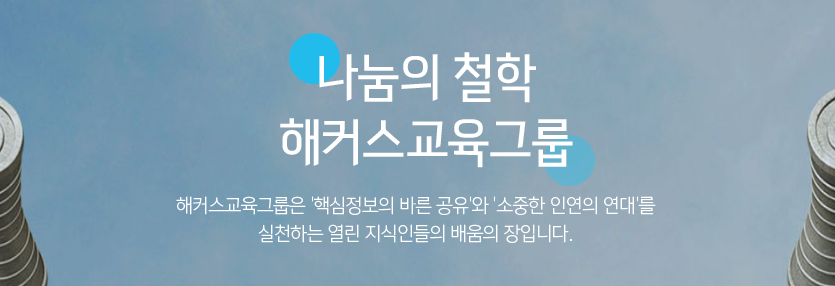 나눔의 철학
해커스교육그룹
해커스교육그룹은 '핵심정보의 바른 공유'와 '소중한 인연의 연대'를
실천하는 열린 지식인들의 배움의 장입니다.